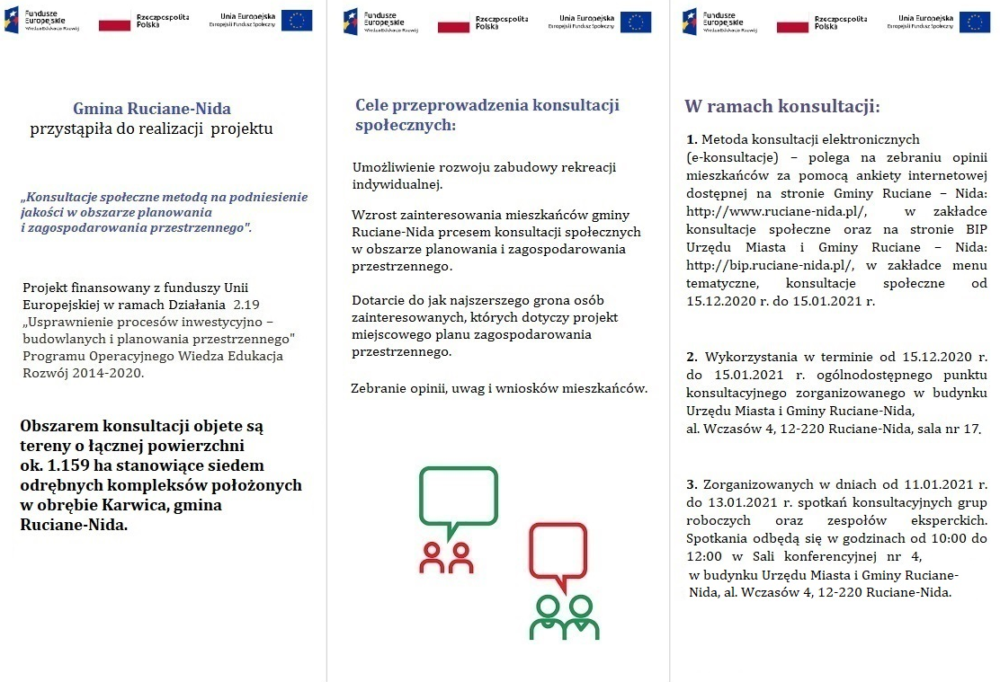 Fundusze
Europejskie
Wiedza Edukacja Rozwój
Rzeczpospolita
Polska
Unia Europejska
Europejski Fundusz Społeczny
Gmina Ruciane-Nida
przystąpiła do realizacji projektu
„Konsultacje społeczne metodą na podniesienie
jakości w obszarze planowania
i zagospodarowania przestrzennego".
Projekt finansowany z funduszy Unii
Europejskiej w ramach Działania 2.19
„Usprawnienie procesów inwestycyjno –
budowlanych i planowania przestrzennego"
Programu Operacyjnego Wiedza Edukacja
Rozwój 2014-2020.
Obszarem konsultacji objete są
tereny o łącznej powierzchni
ok. 1.159 ha stanowiące siedem
odrębnych kompleksów położonych
w obrębie Karwica, gmina
Ruciane-Nida.
Fundusze
Europejskie
Wiedza Edukacja Rozwój
Rzeczpospolita
Polska
Unia Europejska
Europejski Fundusz Społeczny
Cele przeprowadzenia konsultacji
społecznych:
Umożliwienie rozwoju zabudowy rekreacji
indywidualnej.
Wzrost zainteresowania mieszkańców gminy
Ruciane-Nida prcesem konsultacji społecznych
w obszarze planowania i zagospodarowania
przestrzennego.
Dotarcie do jak najszerszego grona osób
zainteresowanych, których dotyczy projekt
miejscowego planu zagospodarowania
przestrzennego.
Zebranie opinii, uwag i wniosków mieszkańców.
Fundusze
Europejskie
Wiedza Edukacja Rozwój
Rzeczpospolita
Polska
Unia Europejska
Europejski Fundusz Społeczny
W ramach konsultacji:
1. Metoda konsultacji elektronicznych
(e-konsultacje) – polega na zebraniu opinii
mieszkańców za pomocą ankiety internetowej
dostępnej na stronie Gminy Ruciane – Nida:
http://www.ruciane-nida.pl/, w zakładce
konsultacje społeczne oraz na stronie BIP
Urzędu Miasta i Gminy Ruciane – Nida:
http://bip.ruciane-nida.pl/, w zakładce menu
tematyczne, konsultacje społeczne od
15.12.2020 r. do 15.01.2021 r.
2. Wykorzystania w terminie od 15.12.2020 r.
do 15.01.2021 r. ogólnodostępnego punktu
konsultacyjnego zorganizowanego w budynku
Urzędu Miasta i Gminy Ruciane-Nida,
al. Wczasów 4, 12-220 Ruciane-Nida, sala nr 17.
3. Zorganizowanych w dniach od 11.01.2021 r.
do 13.01.2021 r. spotkań konsultacyjnych grup
roboczych oraz zespołów eksperckich.
Spotkania odbędą się w godzinach od 10:00 do
12:00 w Sali konferencyjnej nr 4,
w budynku Urzędu Miasta i Gminy Ruciane-
Nida, al. Wczasów 4, 12-220 Ruciane-Nida.